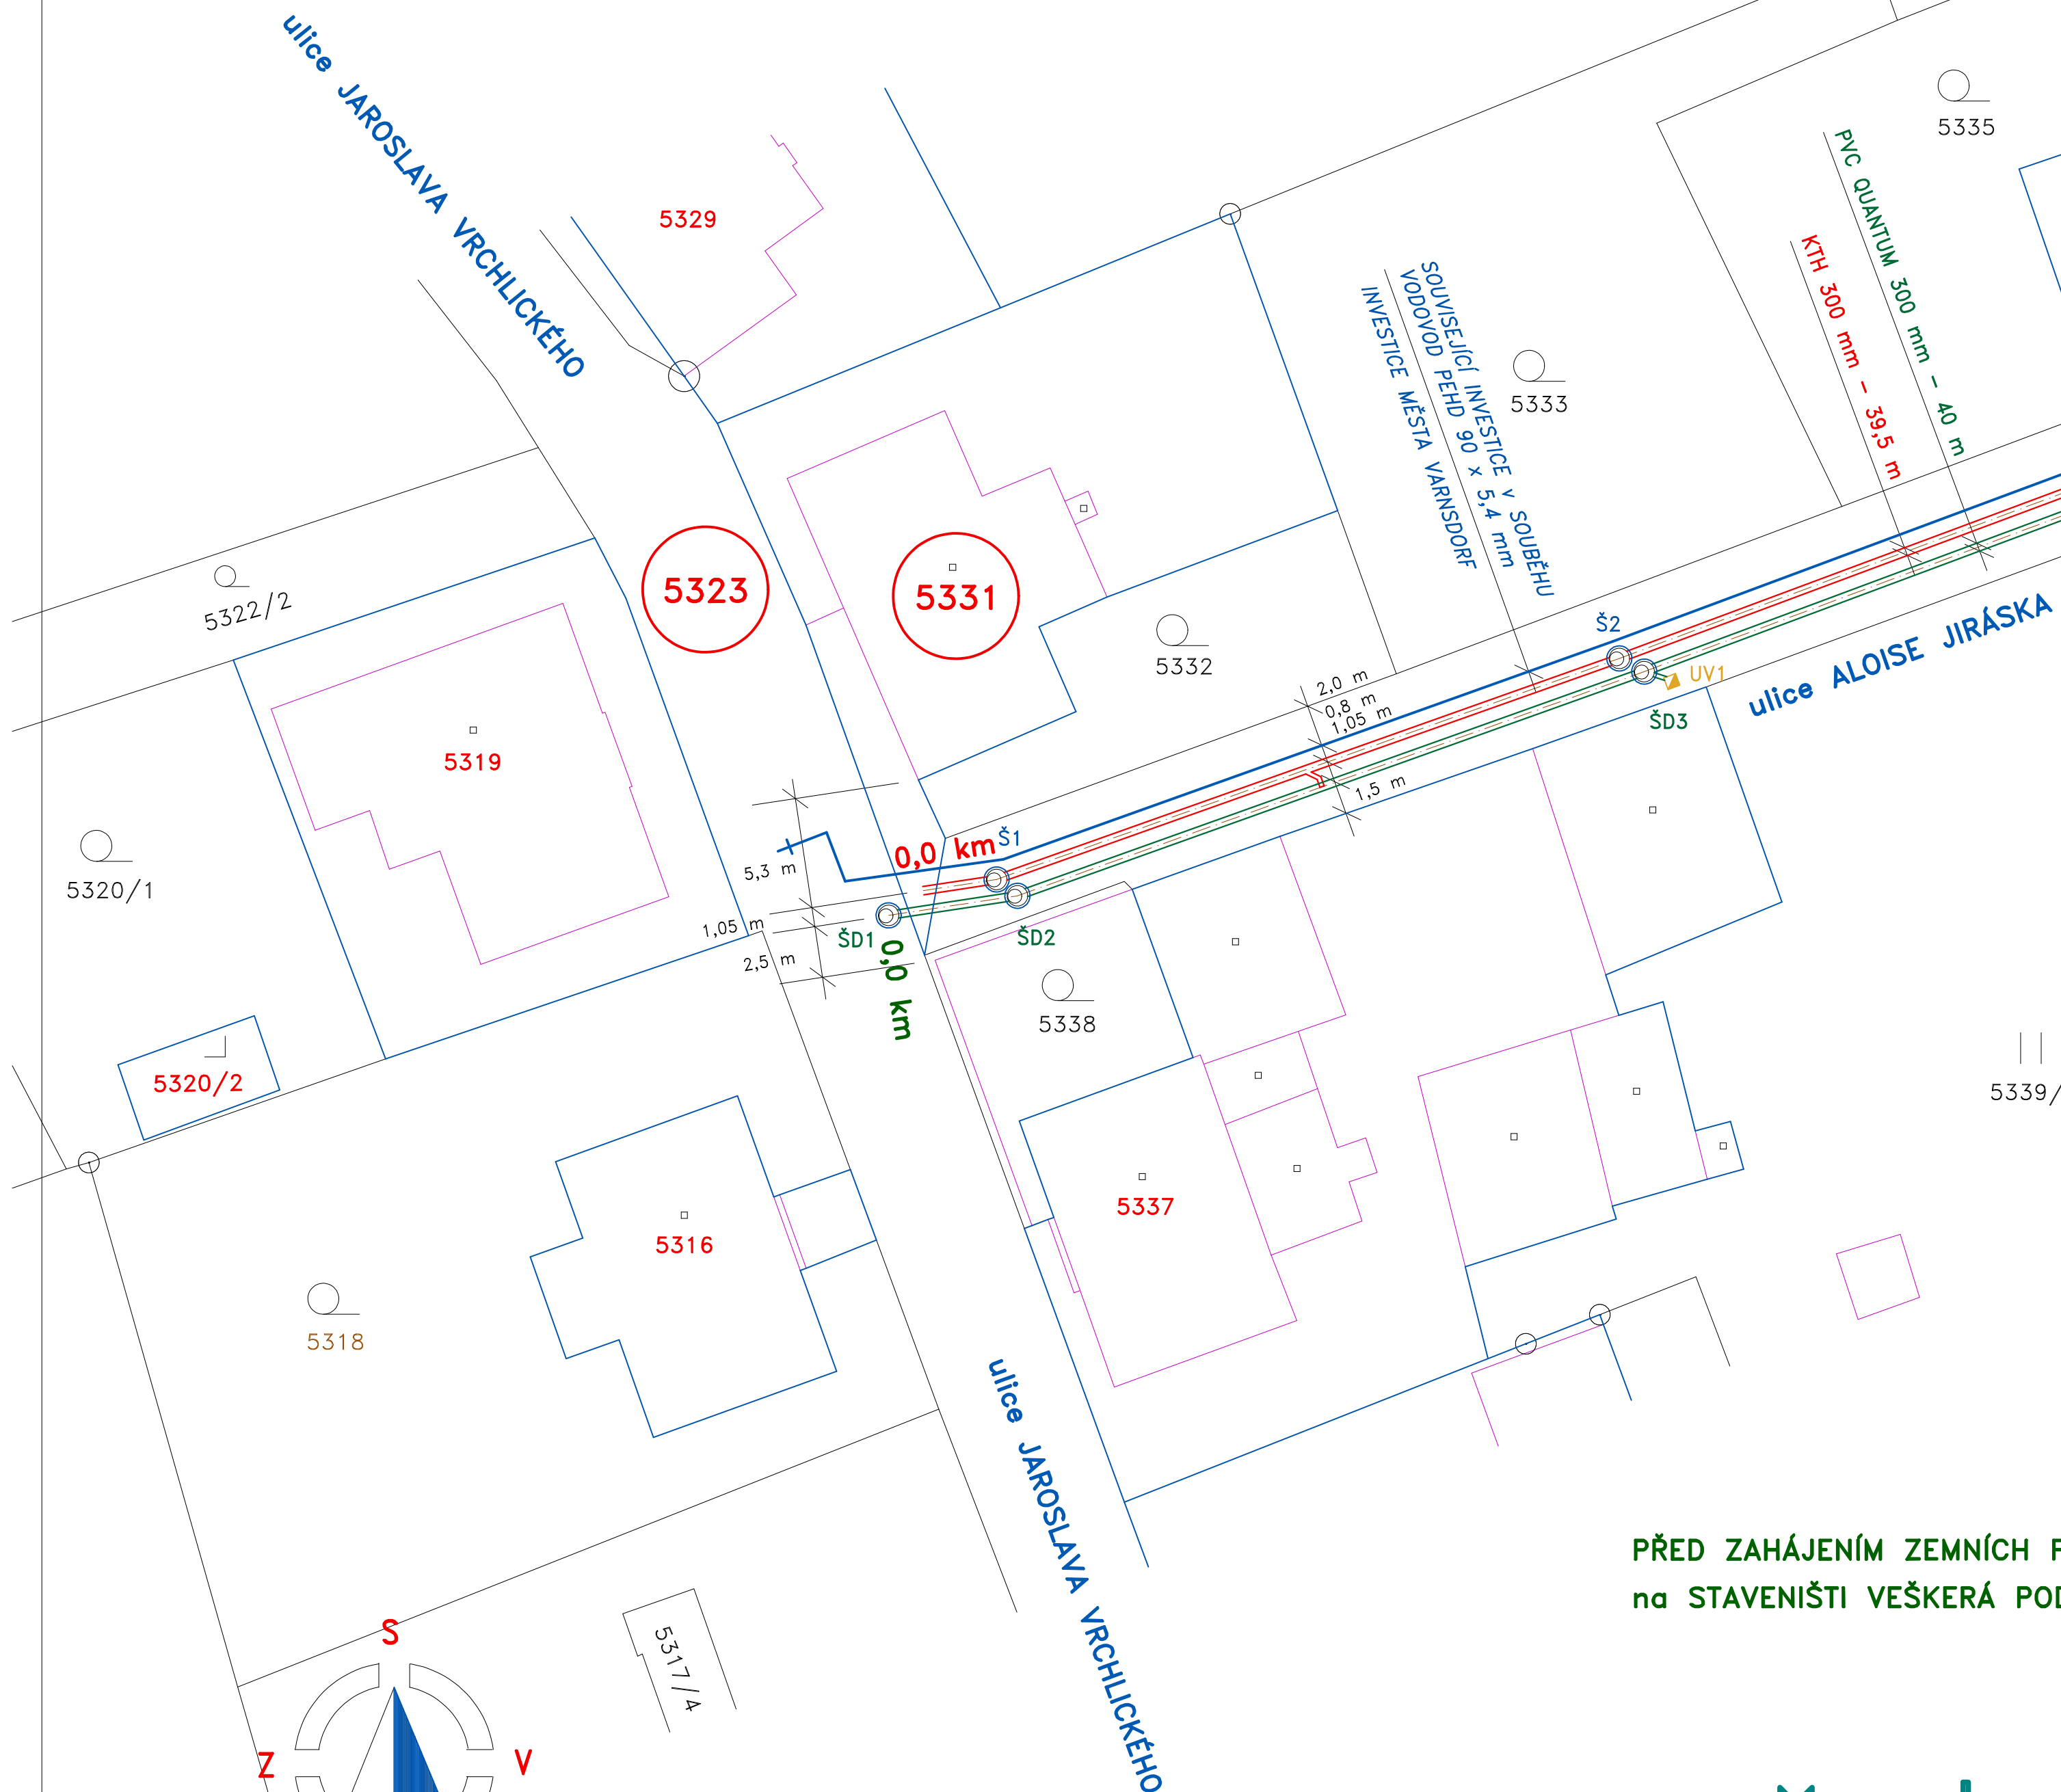 ulice JAROSLAVA VRCHLICKÉHO
5329
5335
PVC QUANTUM 300 mm – 40 m
KTH 300 mm – 39,5 m
SOUVISEJÍCÍ INVESTICE v SOUBĚHU
VODOVOD PEHD 90 x 5,4 mm
INVESTICE MĚSTA VARNSDORF
5333
5322/2
5323
5331
5332
Š2
UV1
ŠD3
ulice ALOISE JIRÁSKA
2,0 m
0,8 m
1,05 m
1,5 m
5319
5320/1
0,0 km
Š1
5,3 m
1,05 m
2,5 m
ŠD1
ŠD2
0,0 km
5338
5320/2
5339/
5337
5316
5318
ulice JAROSLAVA VRCHLICKÉHO
PŘED ZAHÁJENÍM ZEMNÍCH
na STAVENIŠTI VEŠKERÁ
5317/4
S
Z
V